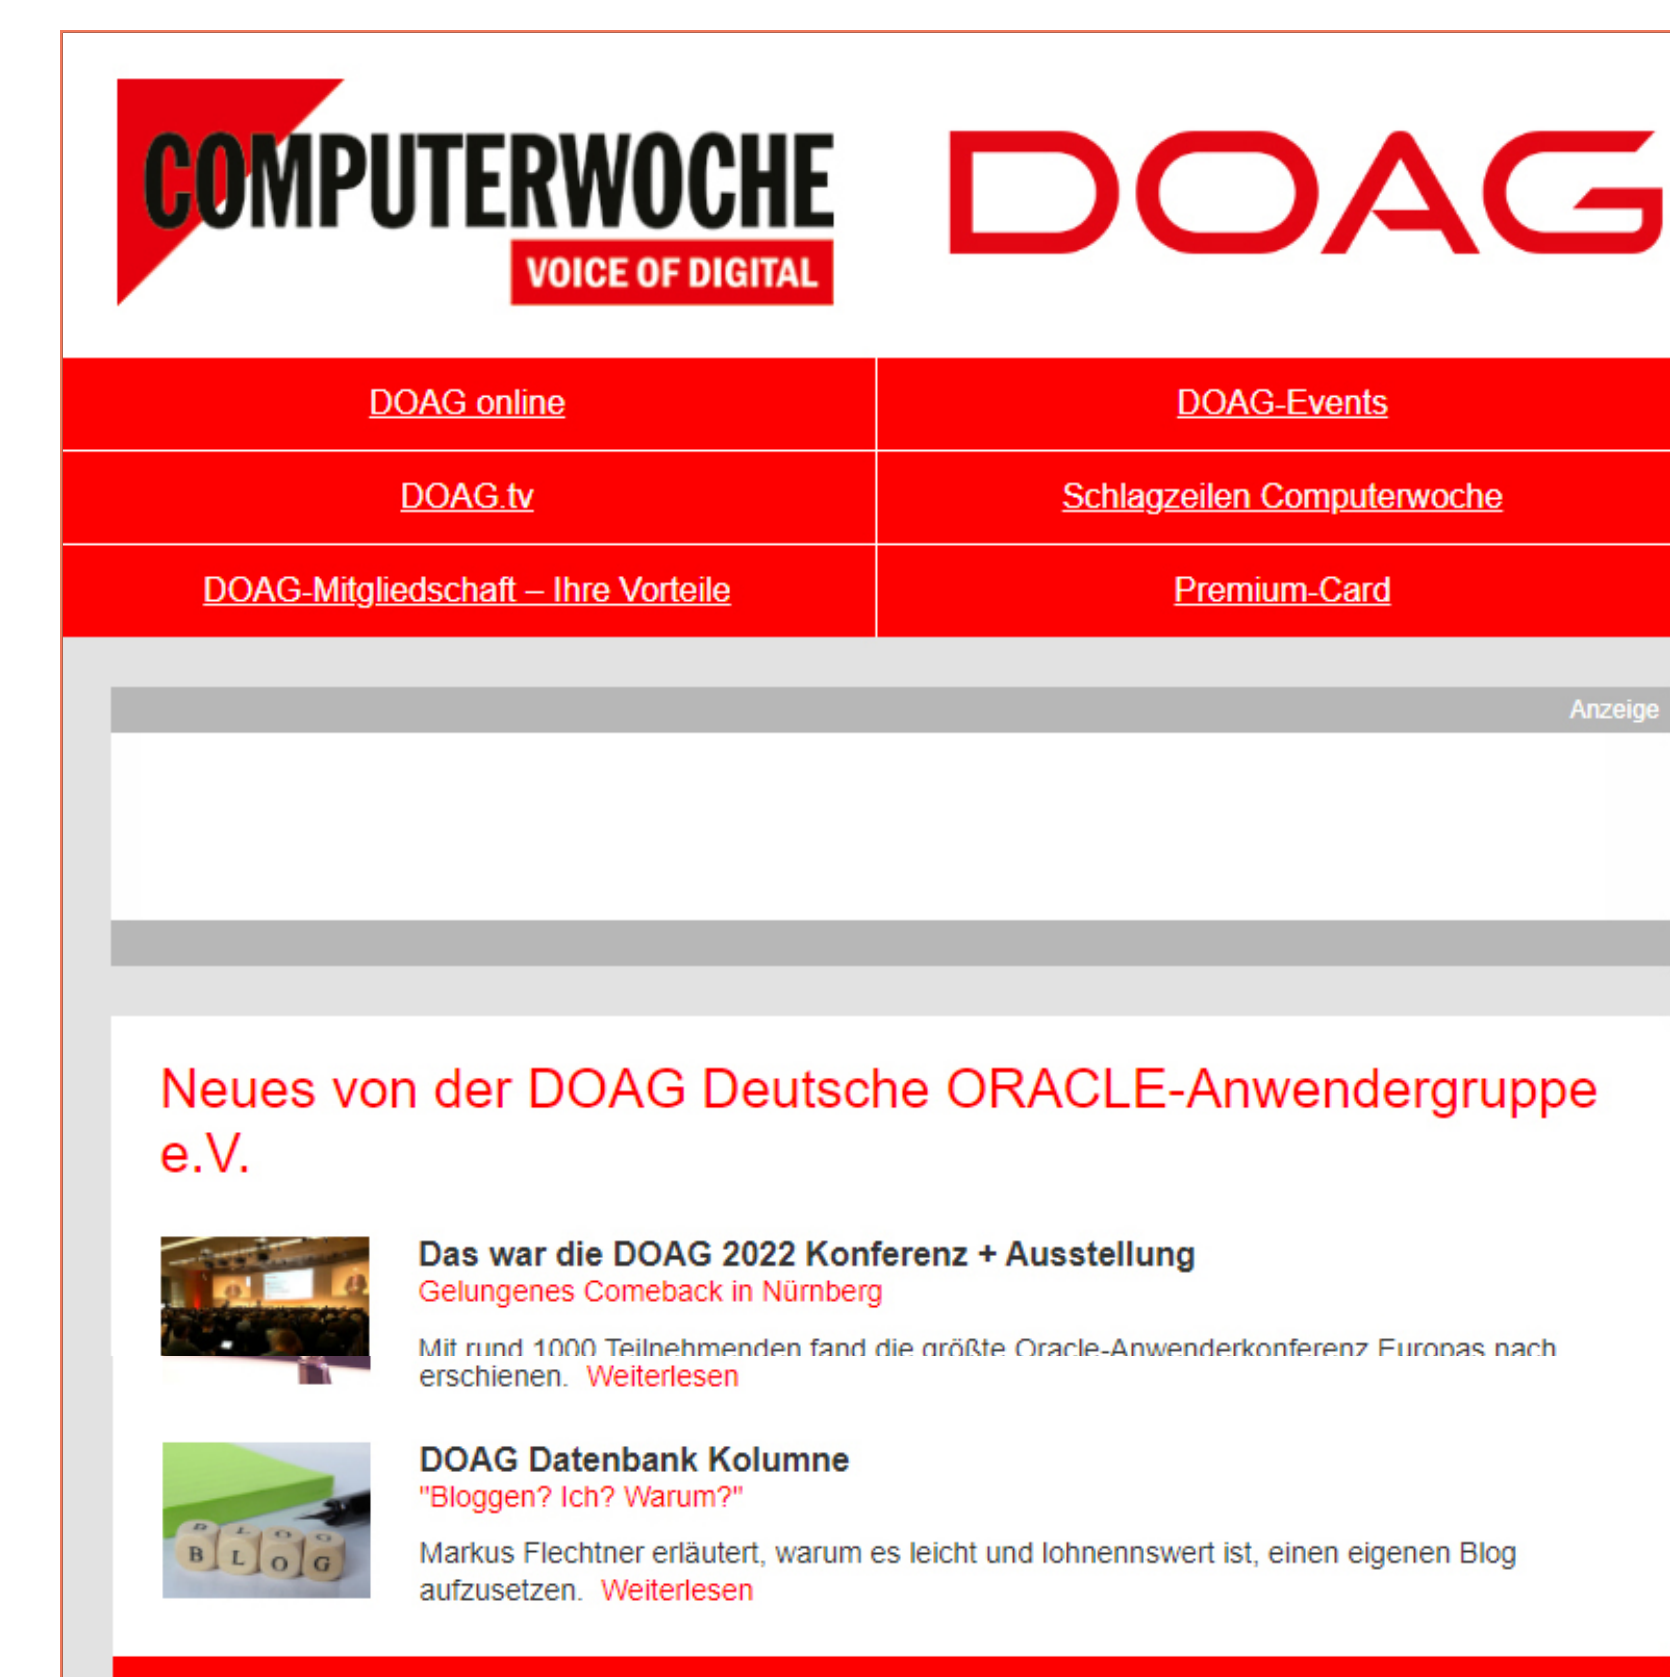 COMPUTERWOCHE
VOICE OF DIGITAL
DOAG
DOAG online
DOAG-Events
DOAG.tv
Schlagzeilen Computerwoche
DOAG-Mitgliedschaft – Ihre Vorteile
Premium-Card
Anzeige
Neues von der DOAG Deutsche ORACLE-Anwendergruppe
e.V.
Das war die DOAG 2022 Konferenz + Ausstellung
Gelungenes Comeback in Nürnberg
Mit rund 1000 Teilnehmenden fand die größte Oracle-Anwenderkonferenz Europas nach
erschienen. Weiterlesen
DOAG Datenbank Kolumne
"Bloggen? Ich? Warum?"
BLOG
BLOG
Markus Flechtner erläutert, warum es leicht und lohnennswert ist, einen eigenen Blog
aufzusetzen. Weiterlesen